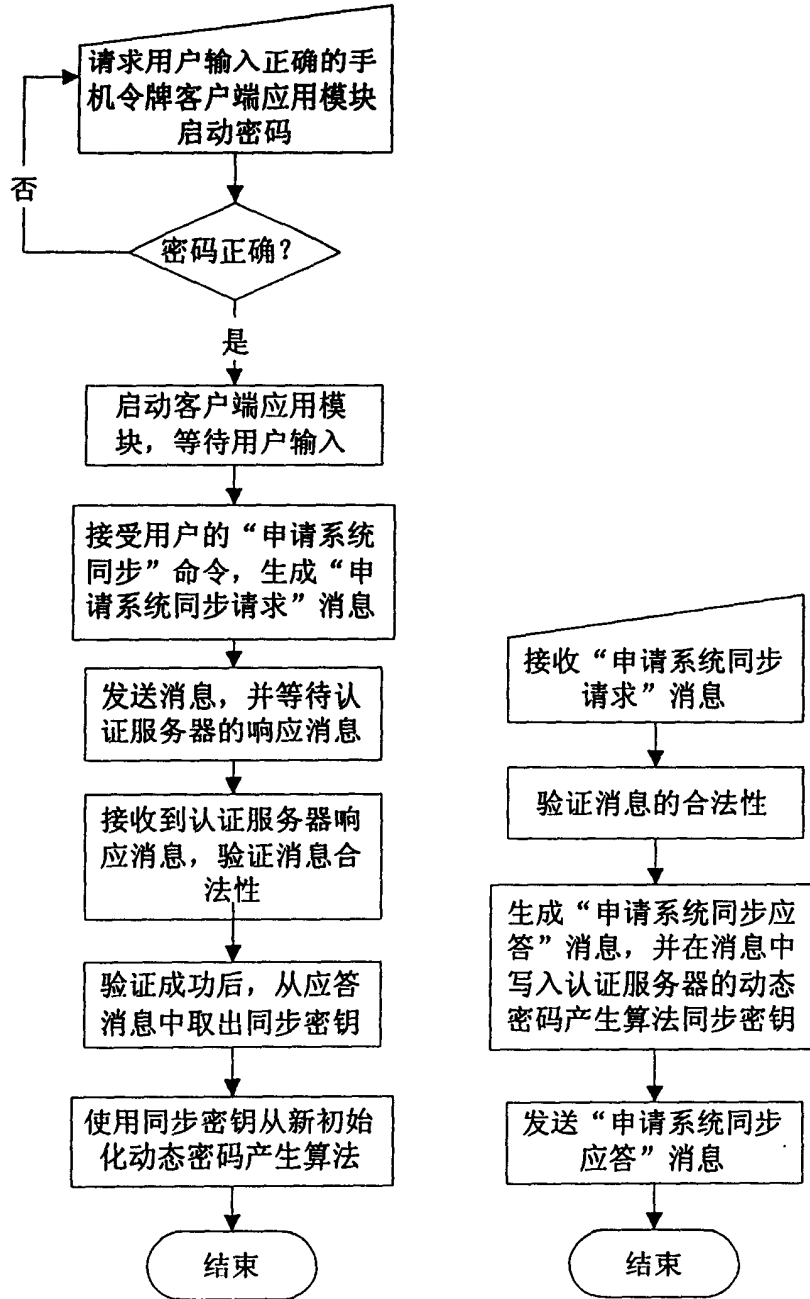 请求用户输入正确的手
机令牌客户端应用模块
启动密码
否
密码正确？
是
启动客户端应用模
块，等待用户输入
接受用户的“申请系统
同步”命令，生成“申
请系统同步请求”消息
发送消息，并等待认
证服务器的响应消息
接收到认证服务器响
应消息，验证消息合
法性
验证成功后，从应答
消息中取出同步密钥
使用同步密钥从新初始
化动态密码产生算法
结束
接收“申请系统同步
请求”消息
验证消息的合法性
生成“申请系统同步应
答”消息，并在消息中
写入认证服务器的动态
密码产生算法同步密钥
发送“申请系统同步
应答”消息
结束